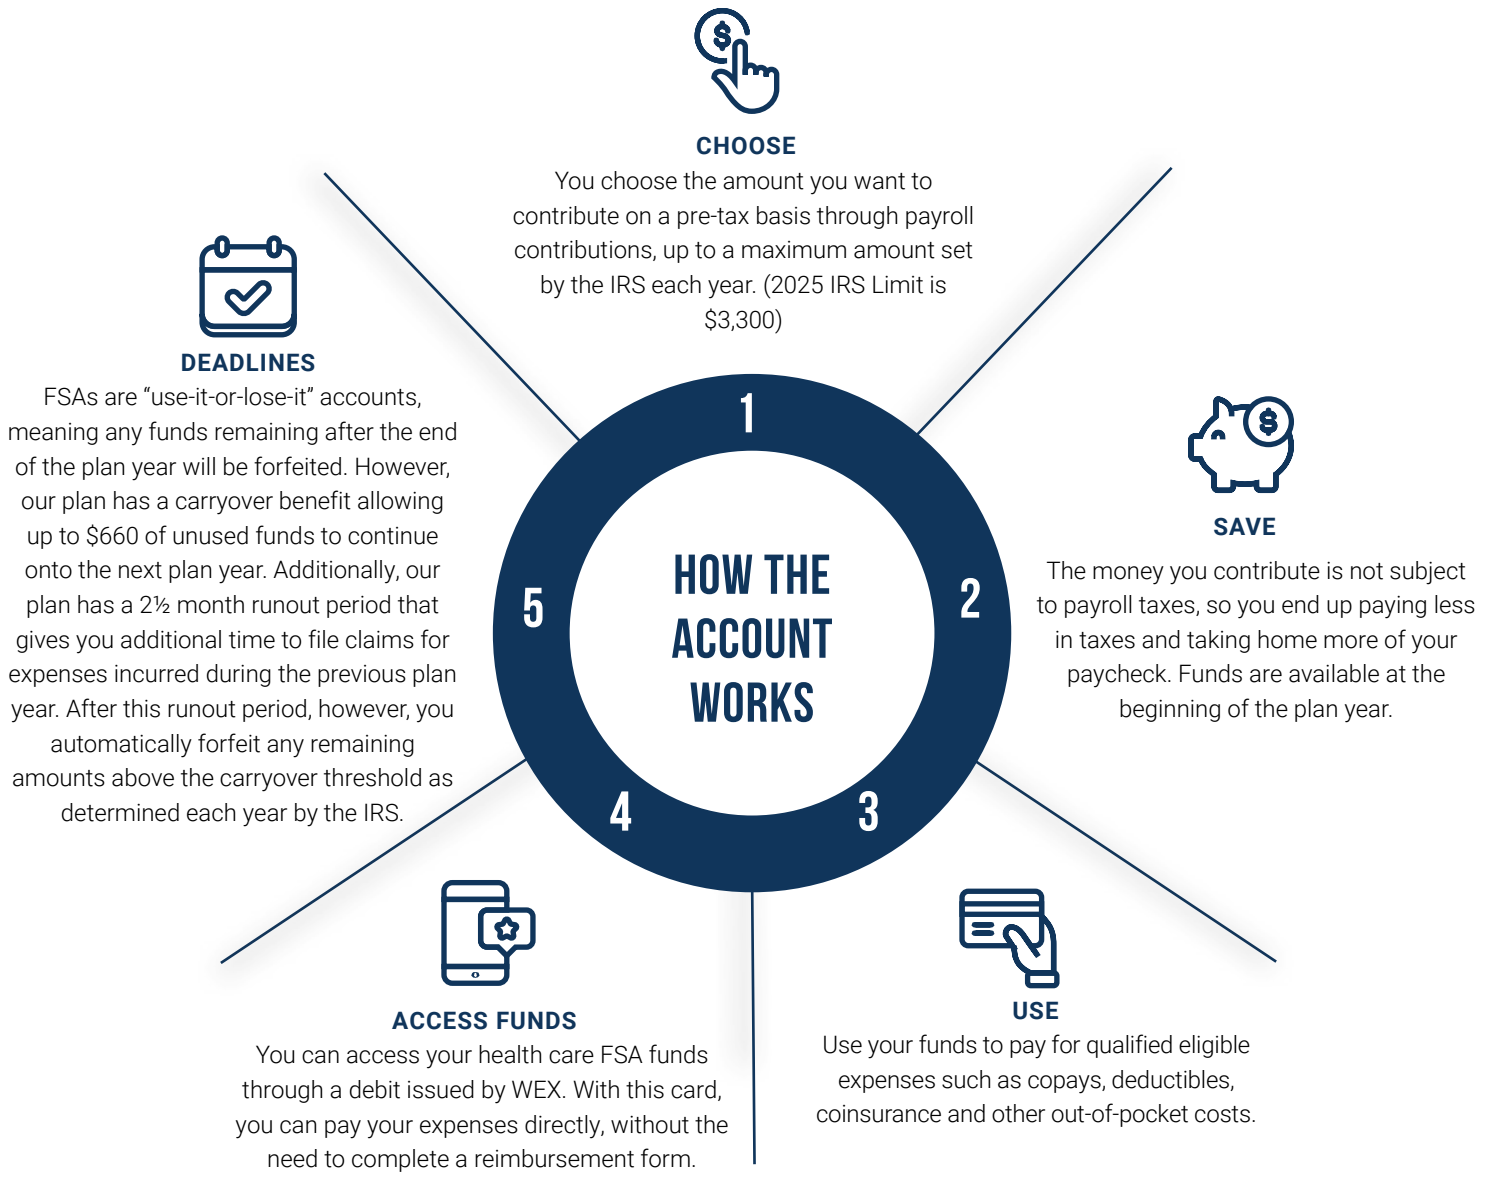 CHOOSE
You choose the amount you want to
contribute on a pre-tax basis through payroll
contributions, up to a maximum amount set
by the IRS each year. (2025 IRS Limit is
$3,300)
1
SAVE
The money you contribute is not subject
to payroll taxes, so you end up paying less
in taxes and taking home more of your
paycheck. Funds are available at the
beginning of the plan year.
2
USE
Use your funds to pay for qualified eligible
expenses such as copays, deductibles,
coinsurance and other out-of-pocket costs.
3
ACCESS FUNDS
You can access your health care FSA funds
through a debit issued by WEX. With this card,
you can pay your expenses directly, without the
need to complete a reimbursement form.
4
DEADLINES
FSAs are “use-it-or-lose-it” accounts,
meaning any funds remaining after the end
of the plan year will be forfeited. However,
our plan has a carryover benefit allowing
up to $660 of unused funds to continue
onto the next plan year. Additionally, our
plan has a 2½ month runout period that
gives you additional time to file claims for
expenses incurred during the previous plan
year. After this runout period, however, you
automatically forfeit any remaining
amounts above the carryover threshold as
determined each year by the IRS.
5
HOW THE
ACCOUNT
WORKS
$
$